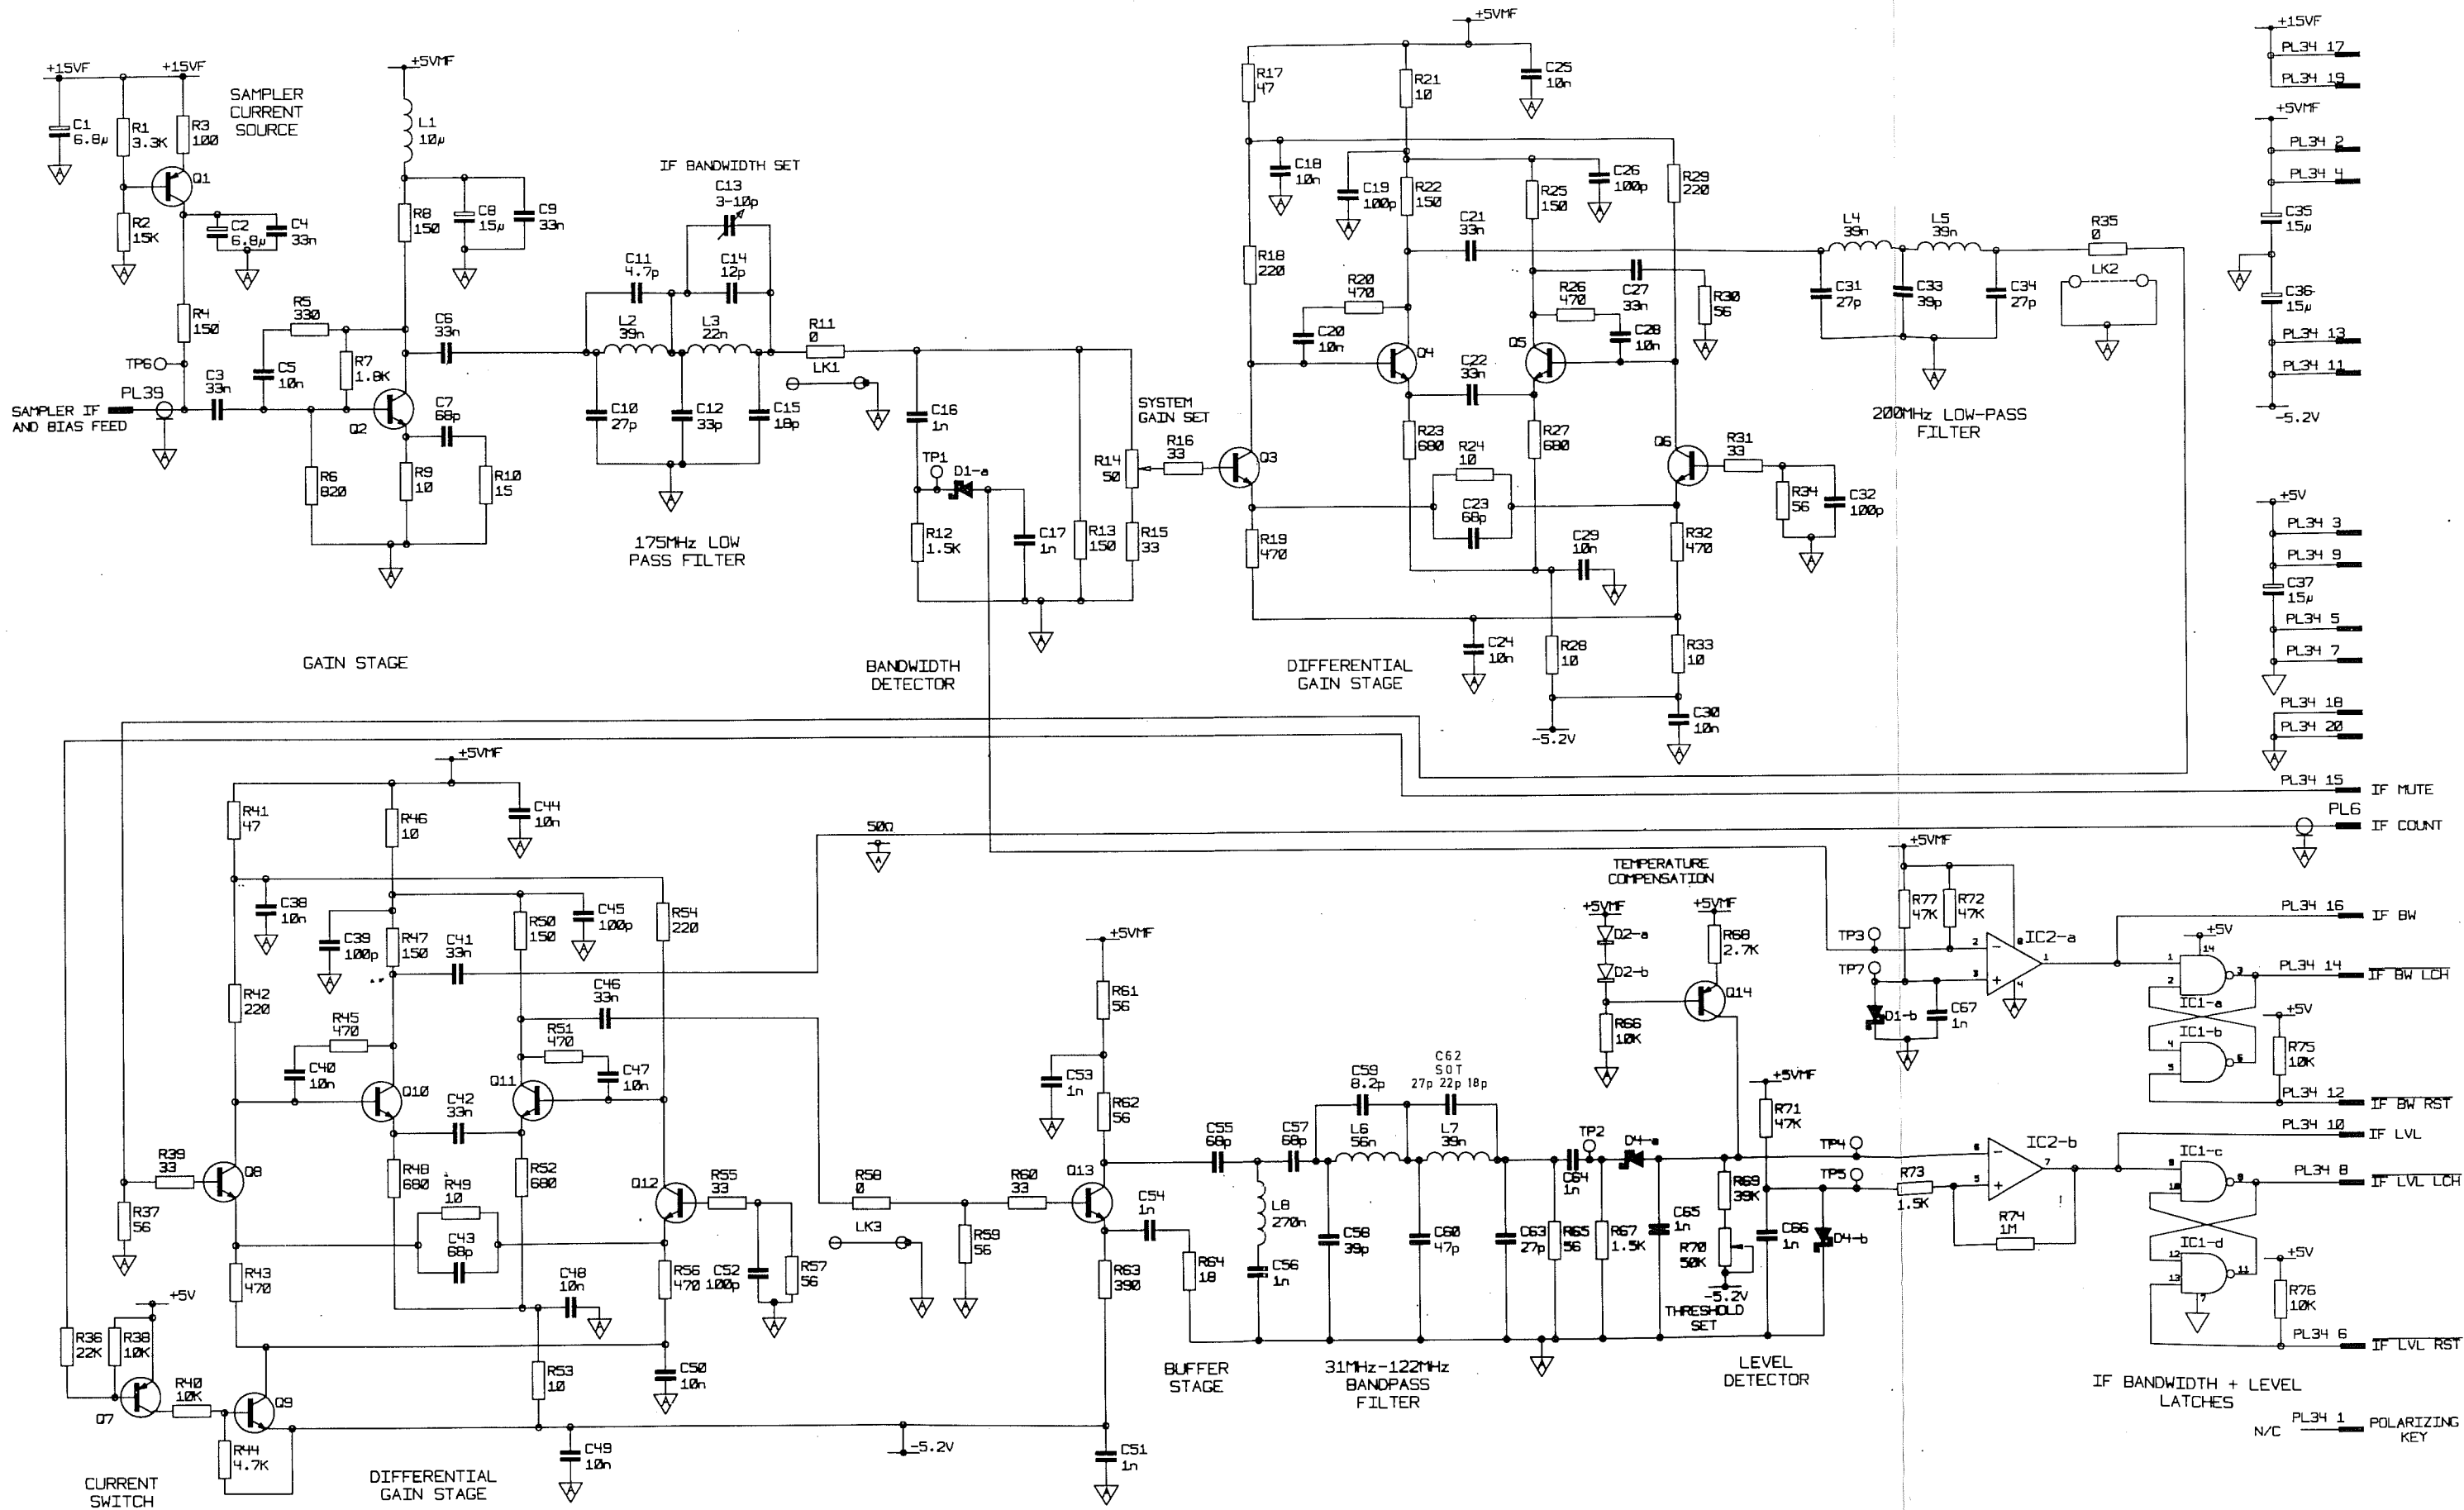 +15VF
+15VF
SAMPLER
CURRENT
SOURCE
C1
6.8µ
R1
3.3K
R3
100
Q1
R2
15K
C2
6.8µ
C4
33n
R4
150
TP6
PL39
SAMPLER IF
AND BIAS FEED
C3
33n
R5
330
C5
10n
R7
1.8K
+5VMF
L1
10µ
R8
150
C8
15µ
C9
33n
C6
33n
Q2
C7
68p
R6
820
R9
10
R10
15
GAIN STAGE
IF BANDWIDTH SET
C13
3-10p
C11
4.7p
C14
12p
L2
39n
L3
22n
C10
27p
C12
33p
C15
18p
175MHz LOW
PASS FILTER
R11
0
LK1
C16
1n
TP1
D1-a
R12
1.5K
C17
1n
R13
150
R14
50
R15
33
SYSTEM
GAIN SET
R16
33
BANDWIDTH
DETECTOR
+5VMF
R17
47
R21
10
C25
10n
C18
10n
C19
100p
R22
150
R25
150
C26
100p
R29
220
C21
33n
R18
220
R20
470
C20
10n
R26
470
C27
33n
C28
10n
R30
56
Q4
Q5
C22
33n
R23
680
R27
680
Q3
Q6
R24
10
C23
68p
R31
33
R34
56
C32
100p
R19
470
R32
470
C29
10n
C24
10n
R28
10
R33
10
C30
10n
-5.2V
DIFFERENTIAL
GAIN STAGE
L4
39n
L5
39n
R35
0
LK2
C31
27p
C33
39p
C34
27p
200MHz LOW-PASS
FILTER
+15VF
PL34 17
PL34 19
+5VMF
PL34 2
PL34 4
C35
15µ
C36
15µ
PL34 13
PL34 11
-5.2V
+5V
PL34 3
PL34 9
C37
15µ
PL34 5
PL34 7
PL34 18
PL34 20
PL34 15
IF MUTE
PL6
IF COUNT
50Ω
+5VMF
R41
47
R46
10
C44
10n
C38
10n
C39
100p
R47
150
C41
33n
R50
150
C45
100p
R54
220
R42
220
R45
470
C40
10n
C46
33n
R51
470
C47
10n
Q10
Q11
C42
33n
R48
680
R52
680
R39
33
Q8
R37
56
R49
10
C43
68p
Q12
R55
33
R43
470
R56
470
C52
100p
R57
56
C48
10n
C50
10n
R53
10
C49
10n
+5V
R36
22K
R38
10K
Q7
R40
10K
Q9
R44
4.7K
CURRENT
SWITCH
DIFFERENTIAL
GAIN STAGE
-5.2V
R58
0
LK3
R59
56
R60
33
+5VMF
R61
56
C53
1n
R62
56
Q13
C54
1n
R63
390
R64
18
C51
1n
BUFFER
STAGE
C55
68p
C57
68p
L8
270n
C56
1n
C59
8.2p
C62
SOT
27p 22p 18p
L6
56n
L7
39n
C58
39p
C60
47p
C63
27p
R65
56
C64
1n
TP2
D4-a
R67
1.5K
C65
1n
31MHz-122MHz
BANDPASS
FILTER
TEMPERATURE
COMPENSATION
+5VMF
+5VMF
D2-a
D2-b
R66
10K
R68
2.7K
Q14
R69
39K
R70
50K
-5.2V
THRESHOLD
SET
+5VMF
R71
47K
C66
1n
D4-b
TP4
TP5
LEVEL
DETECTOR
+5VMF
R77
47K
R72
47K
TP3
TP7
D1-b
C67
1n
2
3
8
4
1
IC2-a
PL34 16
IF BW
+5V
14
1
2
3
IC1-a
PL34 14
IF BW LCH
IC1-b
4
5
6
+5V
R75
10K
PL34 12
IF BW RST
PL34 10
IF LVL
R73
1.5K
6
5
7
IC2-b
R74
1M
IC1-c
9
10
8
PL34 8
IF LVL LCH
IC1-d
12
13
11
7
+5V
R76
10K
PL34 6
IF LVL RST
IF BANDWIDTH + LEVEL
LATCHES
N/C
PL34 1
POLARIZING
KEY